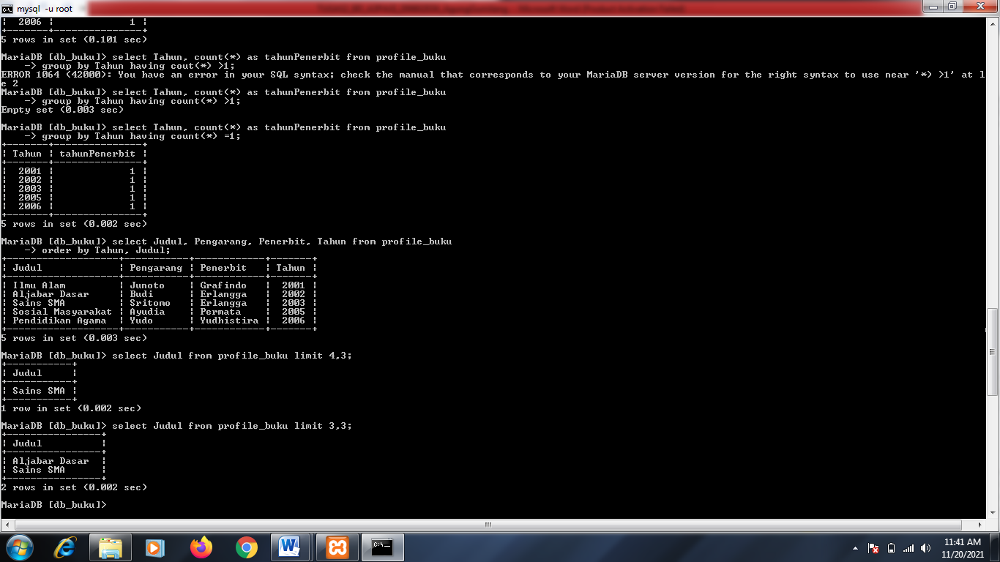 mysql -u root
¦ 2006 ¦ 1 ¦
+-------+---------------+
5 rows in set (0.101 sec)
MariaDB [db_buku]> select Tahun, count(*) as tahunPenerbit from profile_buku
-> group by Tahun having cout(*) >1;
ERROR 1064 (42000): You have an error in your SQL syntax; check the manual that corresponds to your MariaDB server version for the right syntax to use near '*) >1' at l
e 2
MariaDB [db_buku]> select Tahun, count(*) as tahunPenerbit from profile_buku
-> group by Tahun having count(*) >1;
Empty set (0.003 sec)
MariaDB [db_buku]> select Tahun, count(*) as tahunPenerbit from profile_buku
-> group by Tahun having count(*) =1;
+-------+---------------+
¦ Tahun ¦ tahunPenerbit ¦
+-------+---------------+
¦ 2001 ¦ 1 ¦
¦ 2002 ¦ 1 ¦
¦ 2003 ¦ 1 ¦
¦ 2005 ¦ 1 ¦
¦ 2006 ¦ 1 ¦
+-------+---------------+
5 rows in set (0.002 sec)
MariaDB [db_buku]> select Judul, Pengarang, Penerbit, Tahun from profile_buku
-> order by Tahun, Judul;
+-------------------+-----------+------------+-------+
¦ Judul ¦ Pengarang ¦ Penerbit ¦ Tahun ¦
+-------------------+-----------+------------+-------+
¦ Ilmu Alam ¦ Junoto ¦ Grafindo ¦ 2001 ¦
¦ Aljabar Dasar ¦ Budi ¦ Erlangga ¦ 2002 ¦
¦ Sains SMA ¦ Sritomo ¦ Erlangga ¦ 2003 ¦
¦ Sosial Masyarakat ¦ Ayudia ¦ Permata ¦ 2005 ¦
¦ Pendidikan Agama ¦ Yudo ¦ Yudhistira ¦ 2006 ¦
+-------------------+-----------+------------+-------+
5 rows in set (0.003 sec)
MariaDB [db_buku]> select Judul from profile_buku limit 4,3;
+-----------+
¦ Judul ¦
+-----------+
¦ Sains SMA ¦
+-----------+
1 row in set (0.002 sec)
MariaDB [db_buku]> select Judul from profile_buku limit 3,3;
+----------------+
¦ Judul ¦
+----------------+
¦ Aljabar Dasar ¦
¦ Sains SMA ¦
+----------------+
2 rows in set (0.002 sec)
MariaDB [db_buku]>
11:41 AM
11/20/2021